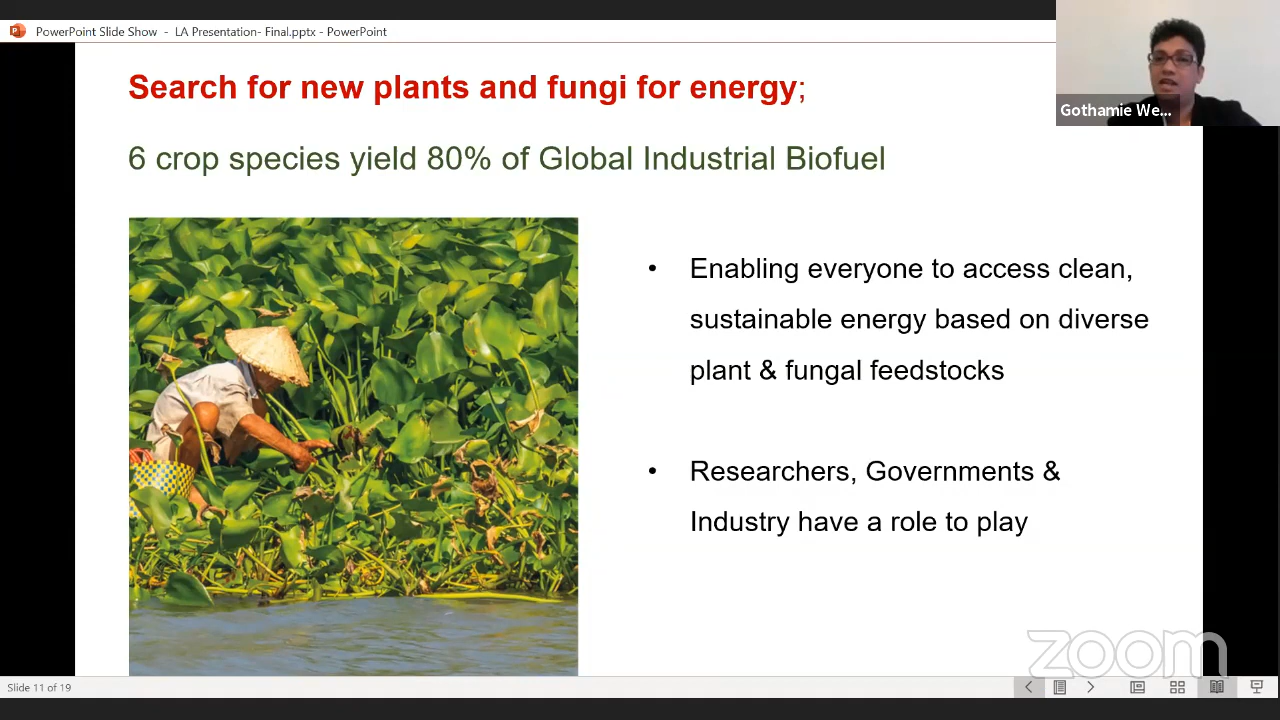 PowerPoint Slide Show - LA Presentation- Final.pptx - PowerPoint
Gothamie We...
Search for new plants and fungi for energy;
6 crop species yield 80% of Global Industrial Biofuel
• Enabling everyone to access clean,
sustainable energy based on diverse
plant & fungal feedstocks
• Researchers, Governments &
Industry have a role to play
zoom
Slide 11 of 19